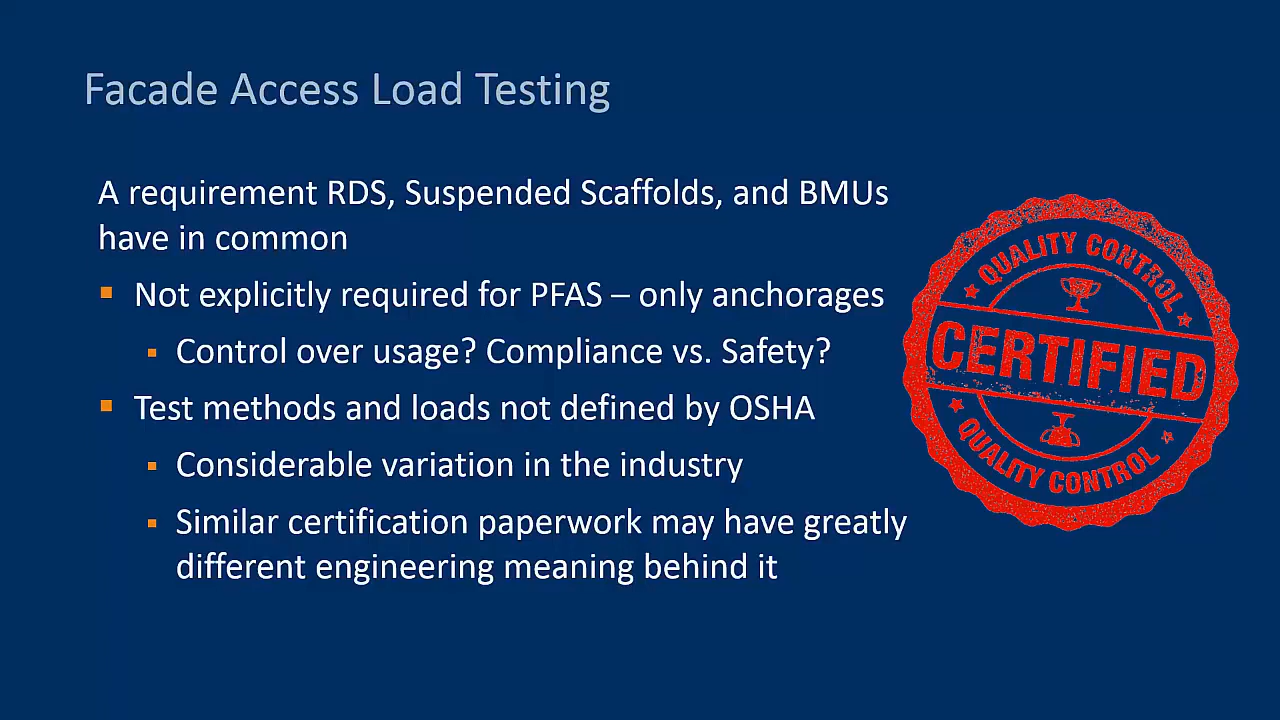 Facade Access Load Testing
A requirement RDS, Suspended Scaffolds, and BMUs
have in common
Not explicitly required for PFAS – only anchorages
Control over usage? Compliance vs. Safety?
Test methods and loads not defined by OSHA
Considerable variation in the industry
Similar certification paperwork may have greatly
different engineering meaning behind it
QUALITY CONTROL
CERTIFIED
QUALITY CONTROL